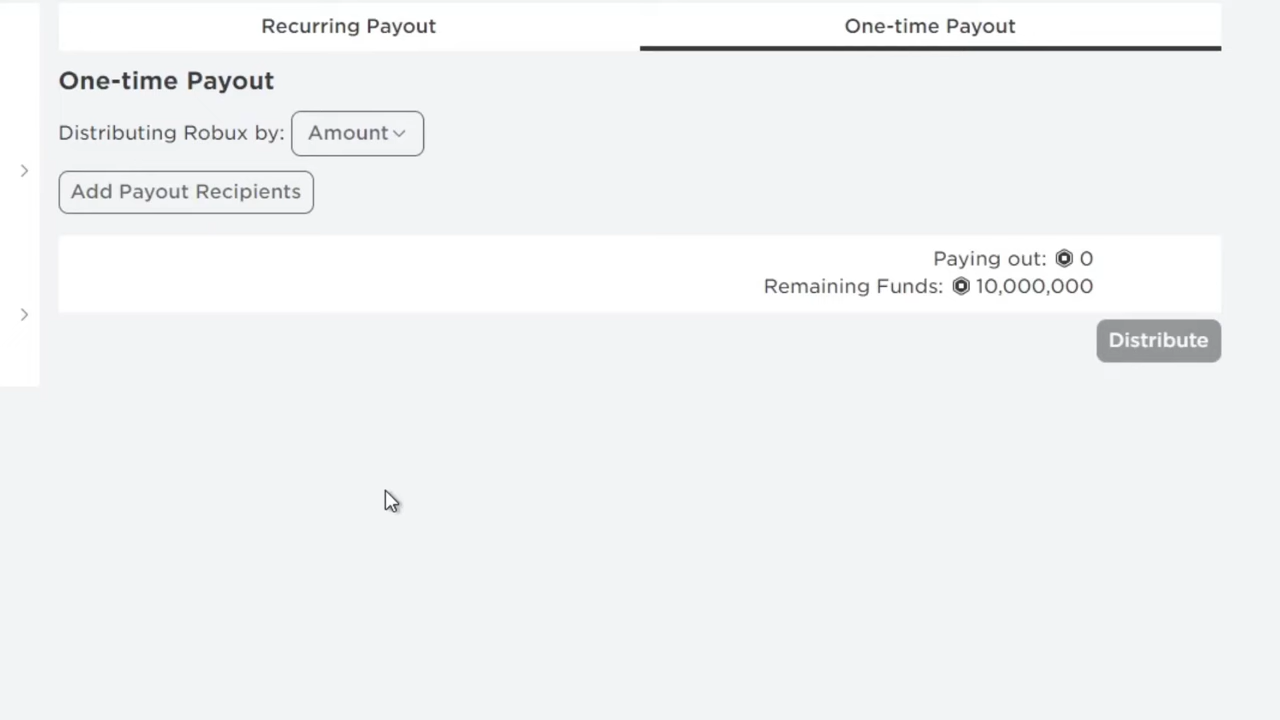 Recurring Payout
One-time Payout
One-time Payout
Distributing Robux by: Amount
Add Payout Recipients
Paying out: 0
Remaining Funds: 10,000,000
Distribute